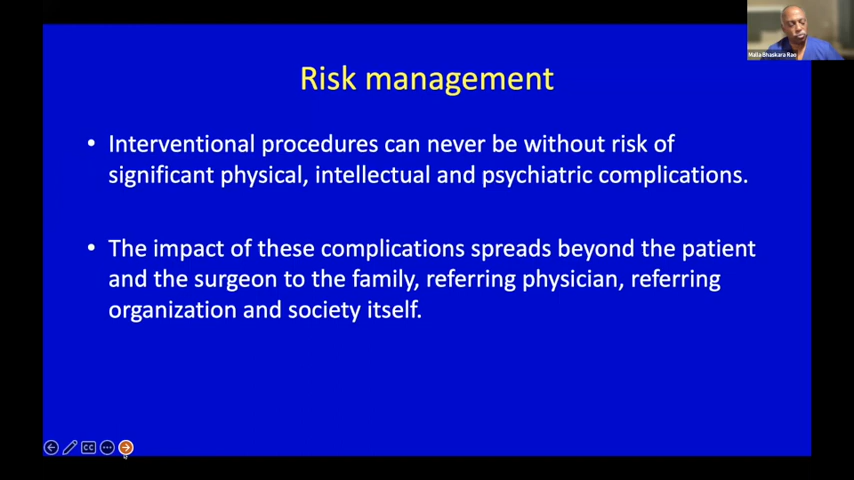 Malla Bhaskara Rao
Risk management
• Interventional procedures can never be without risk of
significant physical, intellectual and psychiatric complications.
• The impact of these complications spreads beyond the patient
and the surgeon to the family, referring physician, referring
organization and society itself.
CC